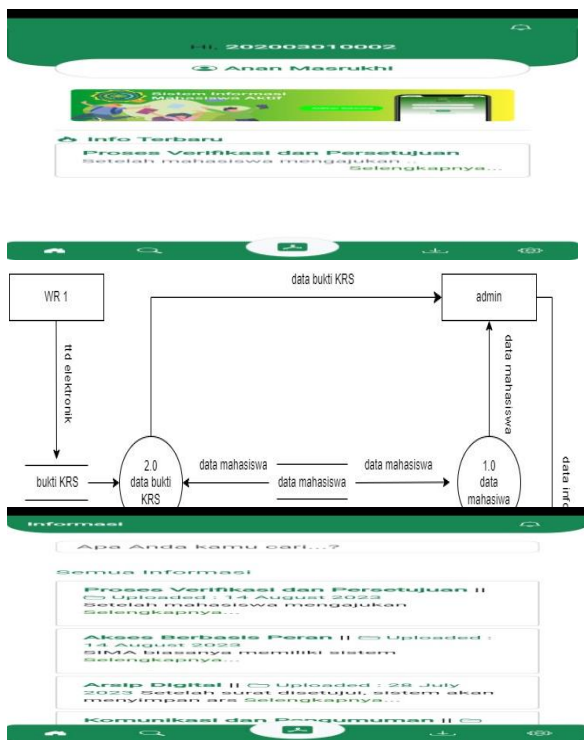 Hi, 202003010002
Anan Masrukhi
Sistem Informasi
Mahasiswa Aktif
Info Terbaru
Proses Verifikasi dan Persetujuan
Setelah mahasiswa mengajukan ..
Selengkapnya...
data bukti KRS
WR 1
admin
ttd elektronik
data mahasiswa
data info
bukti KRS
2.0
data bukti
KRS
data mahasiswa
data mahasiswa
data mahasiswa
1.0
data
mahasiwa
Informasi
Apa Anda kamu cari...?
Semua Informasi
Proses Verifikasi dan Persetujuan ||
Uploaded : 14 August 2023
Setelah mahasiswa mengajukan
Selengkapnya...
Akses Berbasis Peran || Uploaded :
14 August 2023
SIMA biasanya memiliki sistem
Selengkapnya...
Arsip Digital || Uploaded : 28 July
2023 Setelah surat disetujui, sistem akan
menyimpan ars Selengkapnya...
Komunikasi dan Pengumuman ||